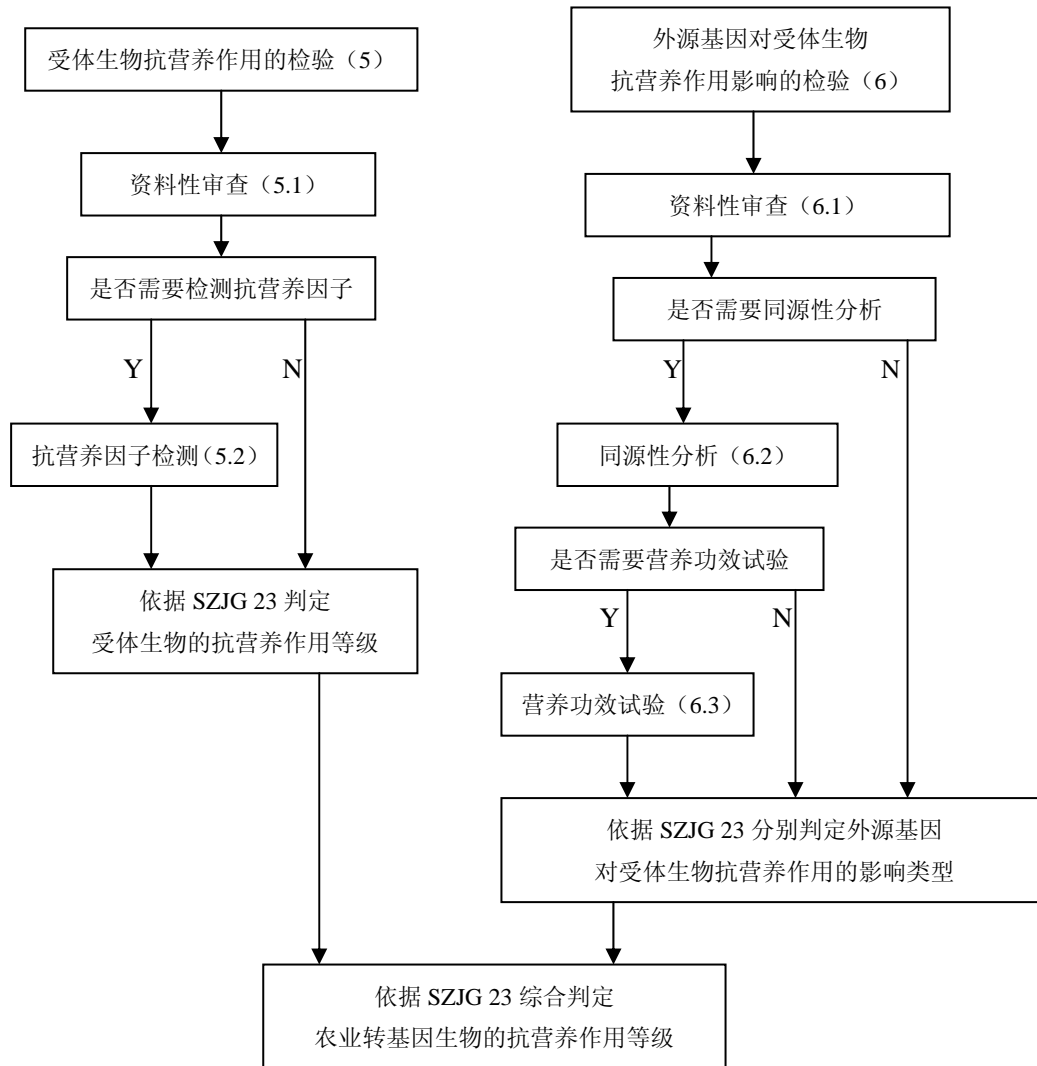 受体生物抗营养作用的检验（5）
资料性审查（5.1）
是否需要检测抗营养因子
Y
N
抗营养因子检测（5.2）
依据 SZJG 23 判定
受体生物的抗营养作用等级
外源基因对受体生物
抗营养作用影响的检验（6）
资料性审查（6.1）
是否需要同源性分析
Y
N
同源性分析（6.2）
是否需要营养功效试验
Y
N
营养功效试验（6.3）
依据 SZJG 23 分别判定外源基因
对受体生物抗营养作用的影响类型
依据 SZJG 23 综合判定
农业转基因生物的抗营养作用等级